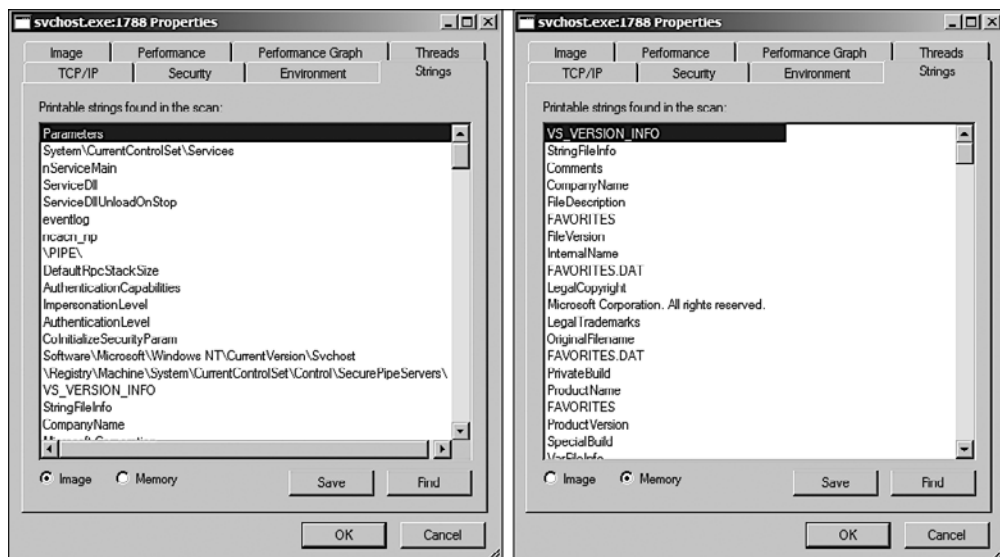 svchost.exe:1788 Properties
Image Performance Performance Graph Threads
TCP/IP Security Environment Strings
Printable strings found in the scan:
Parameters
System\CurrentControlSet\Services
nServiceMain
ServiceDll
ServiceDllUnloadOnStop
eventlog
ncacn_np
\PIPE\
DefaultRpcStackSize
AuthenticationCapabilities
ImpersonationLevel
AuthenticationLevel
CoInitializeSecurityParam
Software\Microsoft\Windows NT\CurrentVersion\Svchost
\Registry\Machine\System\CurrentControlSet\Control\SecurePipeServers\
VS_VERSION_INFO
StringFileInfo
CompanyName
Microsoft Corporation
Image Memory Save Find
OK Cancel
svchost.exe:1788 Properties
Image Performance Performance Graph Threads
TCP/IP Security Environment Strings
Printable strings found in the scan:
VS_VERSION_INFO
StringFileInfo
Comments
CompanyName
FileDescription
FAVORITES
FileVersion
InternalName
FAVORITES.DAT
LegalCopyright
Microsoft Corporation. All rights reserved.
LegalTrademarks
OriginalFilename
FAVORITES.DAT
PrivateBuild
ProductName
FAVORITES
ProductVersion
SpecialBuild
VarFileInfo
Image Memory Save Find
OK Cancel